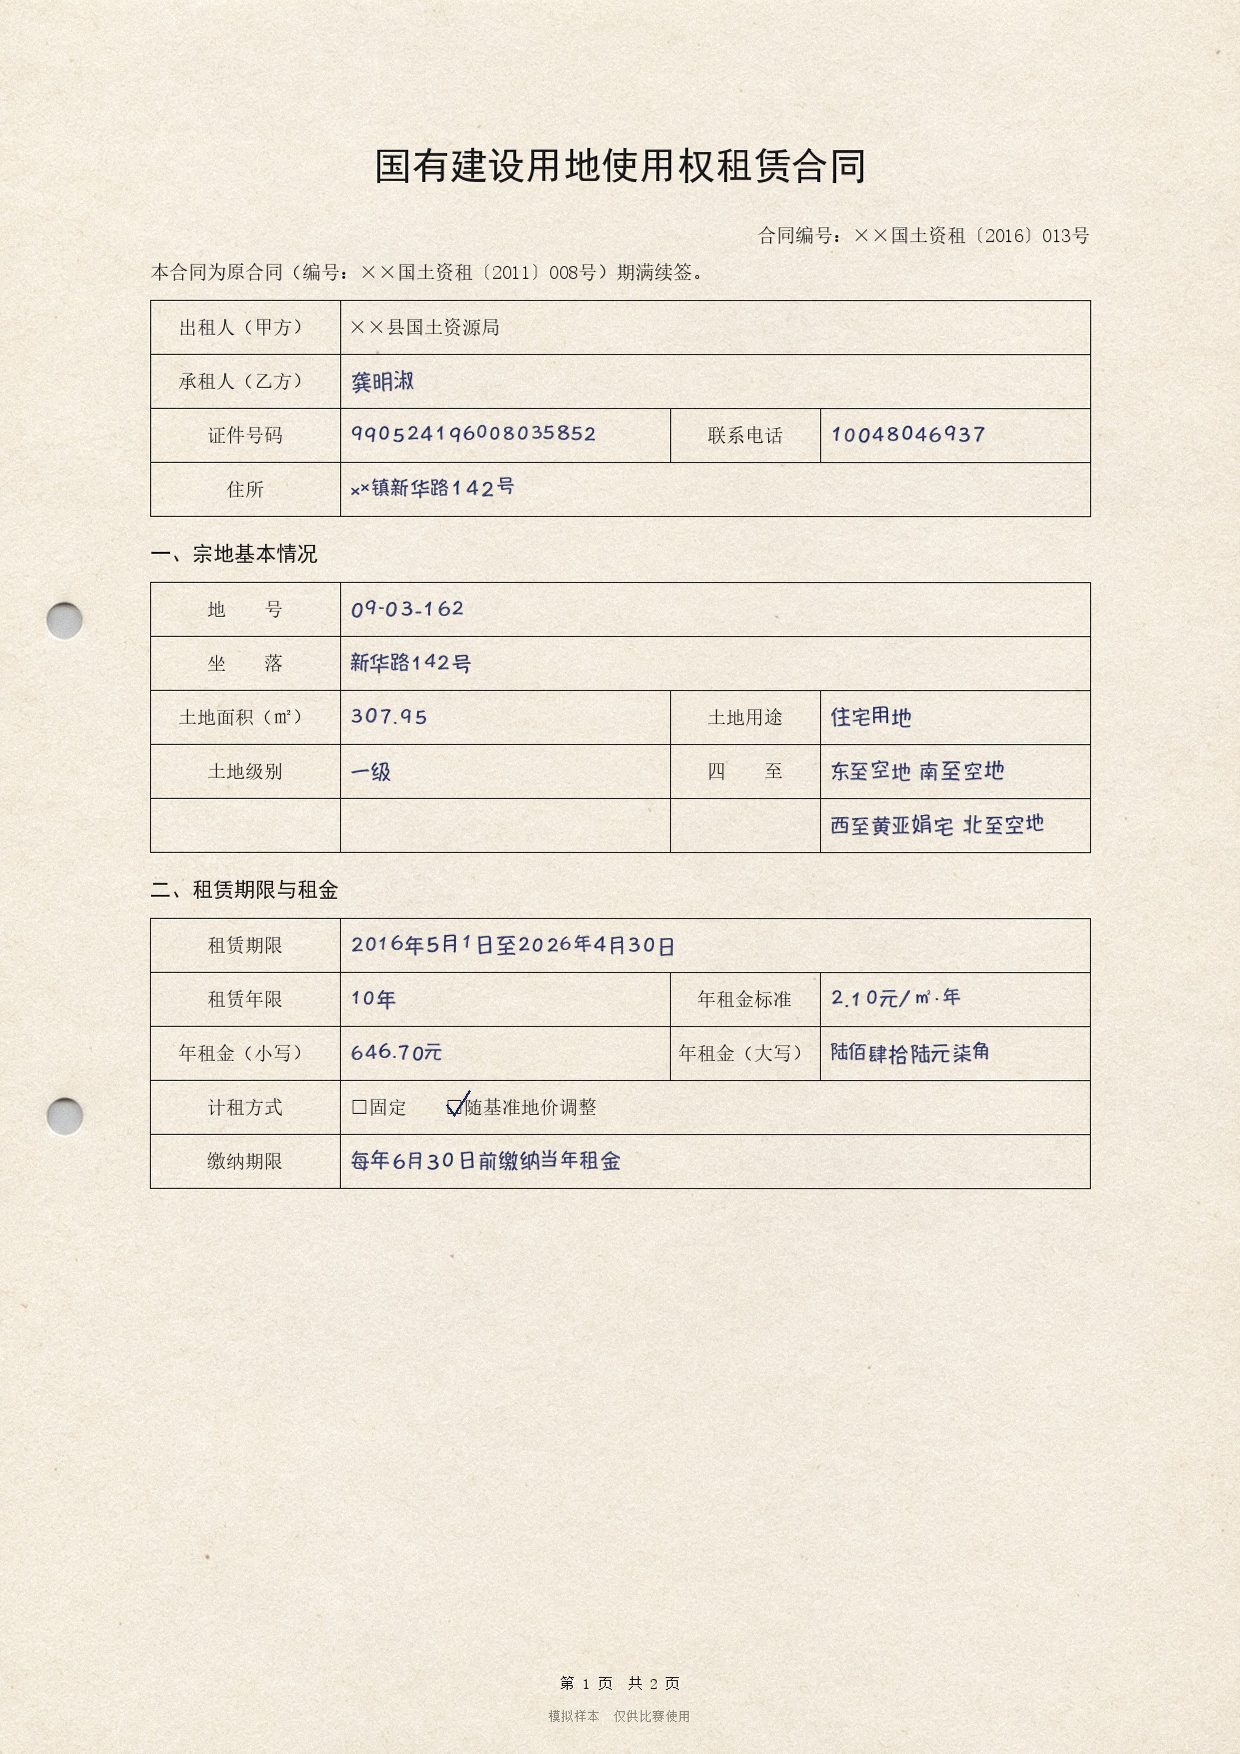 国有建设用地使用权租赁合同
合同编号：××国土资租〔2016〕013号
本合同为原合同（编号：××国土资租〔2011〕008号）期满续签。
出租人（甲方） ××县国土资源局
承租人（乙方） 龚明淑
证件号码 990524196008035852 联系电话 10048046937
住所 ××镇新华路142号
一、宗地基本情况
地　　号 09-03-162
坐　　落 新华路142号
土地面积（㎡） 307.95 土地用途 住宅用地
土地级别 一级 四　　至 东至空地 南至空地
西至黄亚娟宅 北至空地
二、租赁期限与租金
租赁期限 2016年5月1日至2026年4月30日
租赁年限 10年 年租金标准 2.10元/㎡·年
年租金（小写） 646.70元 年租金（大写） 陆佰肆拾陆元柒角
计租方式 □固定 ☑随基准地价调整
缴纳期限 每年6月30日前缴纳当年租金
第 1 页 共 2 页
模拟样本 仅供比赛使用